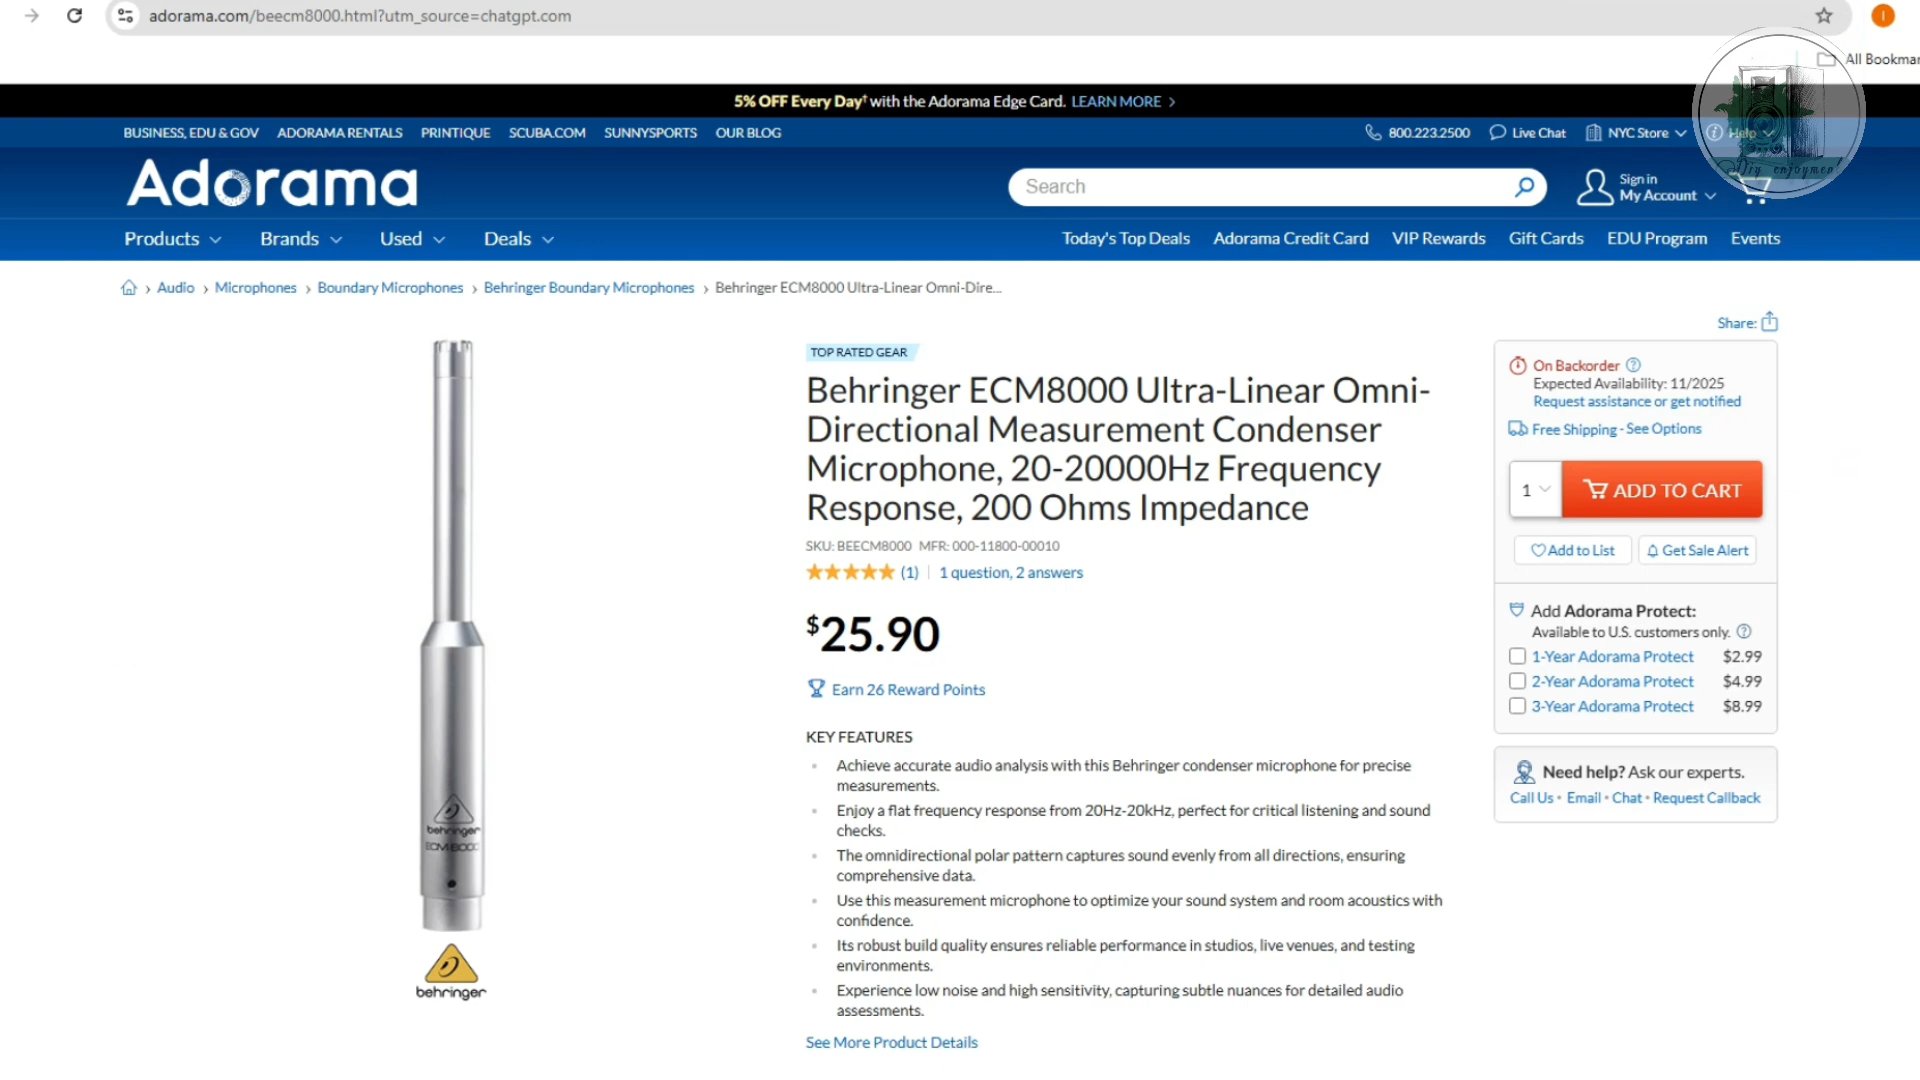 adorama.com/beecm8000.html?utm_source=chatgpt.com
All Bookmar
5% OFF Every Day† with the Adorama Edge Card. LEARN MORE
BUSINESS, EDU & GOV ADORAMA RENTALS PRINTIQUE SCUBA.COM SUNNYSPORTS OUR BLOG
800.223.2500 Live Chat NYC Store Help
Adorama
Search
Sign in
My Account
Diy enjoyment
Products Brands Used Deals
Today's Top Deals Adorama Credit Card VIP Rewards Gift Cards EDU Program Events
Audio › Microphones › Boundary Microphones › Behringer Boundary Microphones › Behringer ECM8000 Ultra-Linear Omni-Dire...
Share:
behringer
ECM8000
behringer
TOP RATED GEAR
Behringer ECM8000 Ultra-Linear Omni-
Directional Measurement Condenser
Microphone, 20-20000Hz Frequency
Response, 200 Ohms Impedance
SKU: BEECM8000 MFR: 000-11800-00010
(1) 1 question, 2 answers
$25.90
Earn 26 Reward Points
KEY FEATURES
Achieve accurate audio analysis with this Behringer condenser microphone for precise
measurements.
Enjoy a flat frequency response from 20Hz-20kHz, perfect for critical listening and sound
checks.
The omnidirectional polar pattern captures sound evenly from all directions, ensuring
comprehensive data.
Use this measurement microphone to optimize your sound system and room acoustics with
confidence.
Its robust build quality ensures reliable performance in studios, live venues, and testing
environments.
Experience low noise and high sensitivity, capturing subtle nuances for detailed audio
assessments.
See More Product Details
On Backorder
Expected Availability: 11/2025
Request assistance or get notified
Free Shipping - See Options
1 ADD TO CART
Add to List Get Sale Alert
Add Adorama Protect:
Available to U.S. customers only.
1-Year Adorama Protect $2.99
2-Year Adorama Protect $4.99
3-Year Adorama Protect $8.99
Need help? Ask our experts.
Call Us • Email • Chat • Request Callback